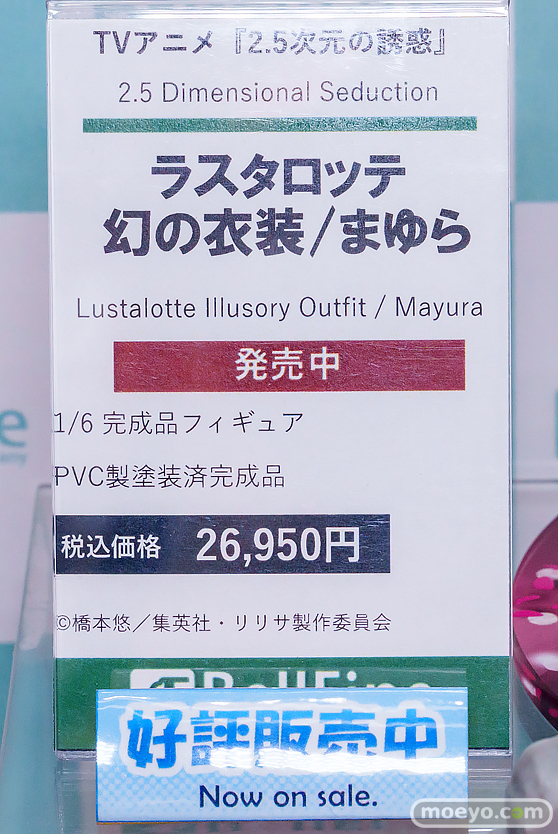 TVアニメ『2.5次元の誘惑』
2.5 Dimensional Seduction
ラスタロッテ
幻の衣装/まゆら
Lustalotte Illusory Outfit / Mayura
発売中
1/6 完成品フィギュア
PVC製塗装済完成品
税込価格 26,950円
©橋本悠／集英社・リリサ製作委員会
好評販売中
Now on sale.
moeyo.com